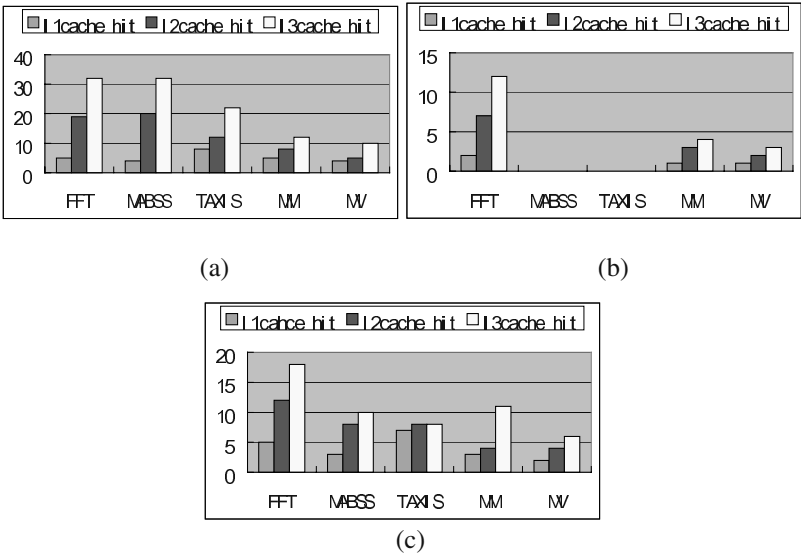 L1cache hit L2cache hit L3cache hit
40
30
20
10
0
FFT MABSS TAXIS MM MV
(a)
L1cache hit L2cache hit L3cache hit
15
10
5
0
FFT MABSS TAXIS MM MV
(b)
L1cahce hit L2cache hit L3cache hit
20
15
10
5
0
FFT MABSS TAXIS MM MV
(c)